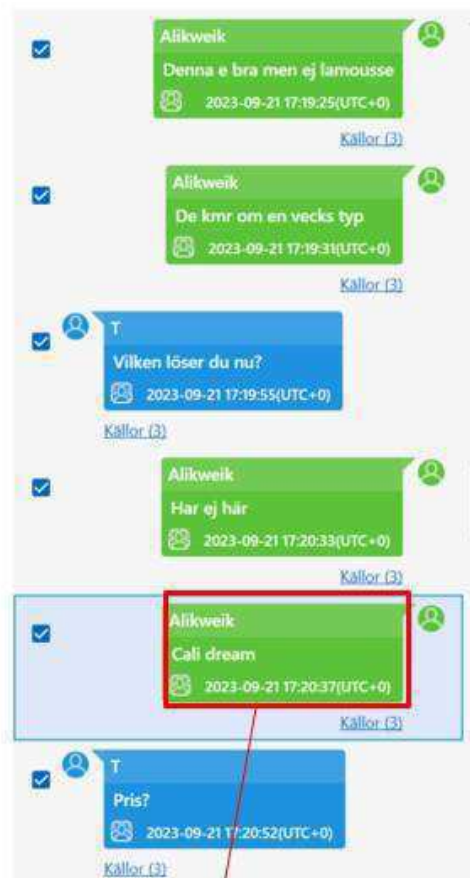 Alikweik
Denna e bra men ej lamousse
2023-09-21 17:19:25(UTC+0)
Källor (3)
Alikweik
De kmr om en vecks typ
2023-09-21 17:19:31(UTC+0)
Källor (3)
T
Vilken löser du nu?
2023-09-21 17:19:55(UTC+0)
Källor (3)
Alikweik
Har ej här
2023-09-21 17:20:33(UTC+0)
Källor (3)
Alikweik
Cali dream
2023-09-21 17:20:37(UTC+0)
Källor (3)
T
Pris?
2023-09-21 17:20:52(UTC+0)
Källor (3)